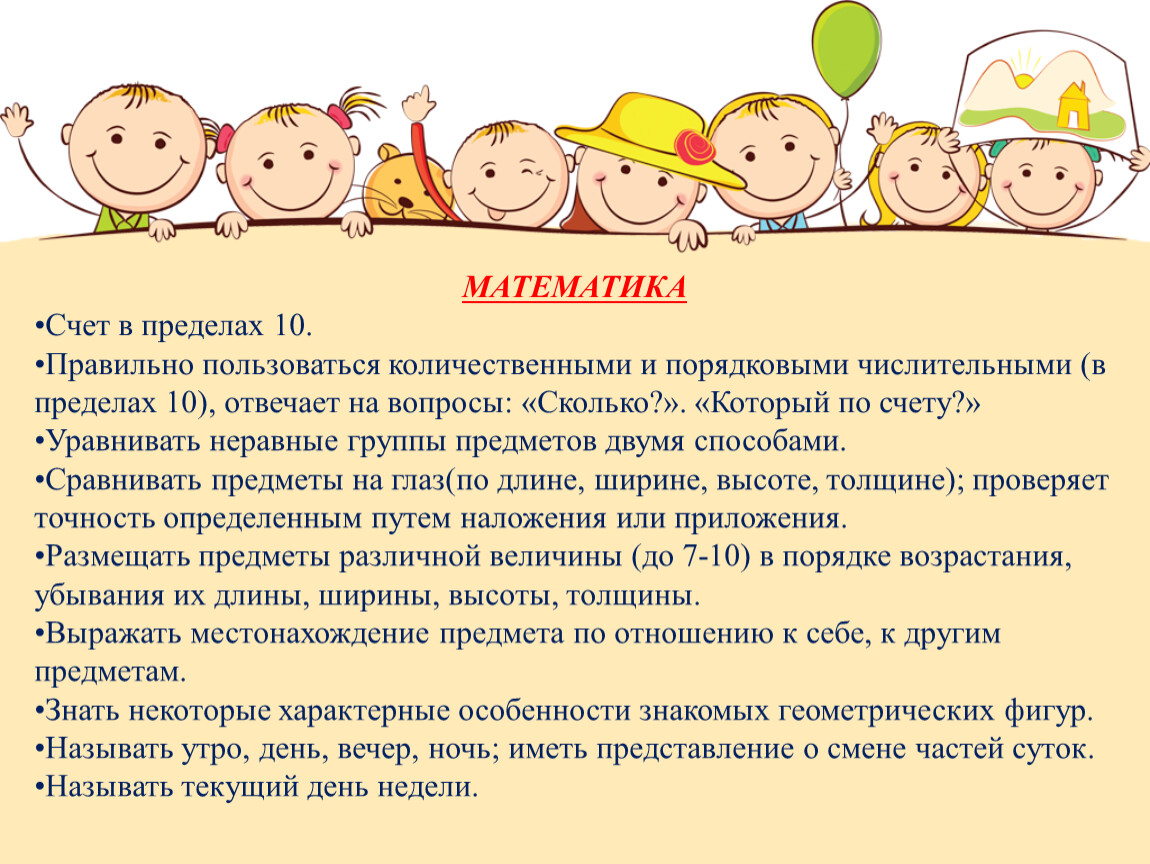 МАТЕМАТИКА
•Счет в пределах 10.
•Правильно пользоваться количественными и порядковыми числительными (в
пределах 10), отвечает на вопросы: «Сколько?». «Который по счету?»
•Уравнивать неравные группы предметов двумя способами.
•Сравнивать предметы на глаз(по длине, ширине, высоте, толщине); проверяет
точность определенным путем наложения или приложения.
•Размещать предметы различной величины (до 7-10) в порядке возрастания,
убывания их длины, ширины, высоты, толщины.
•Выражать местонахождение предмета по отношению к себе, к другим
предметам.
•Знать некоторые характерные особенности знакомых геометрических фигур.
•Называть утро, день, вечер, ночь; иметь представление о смене частей суток.
•Называть текущий день недели.